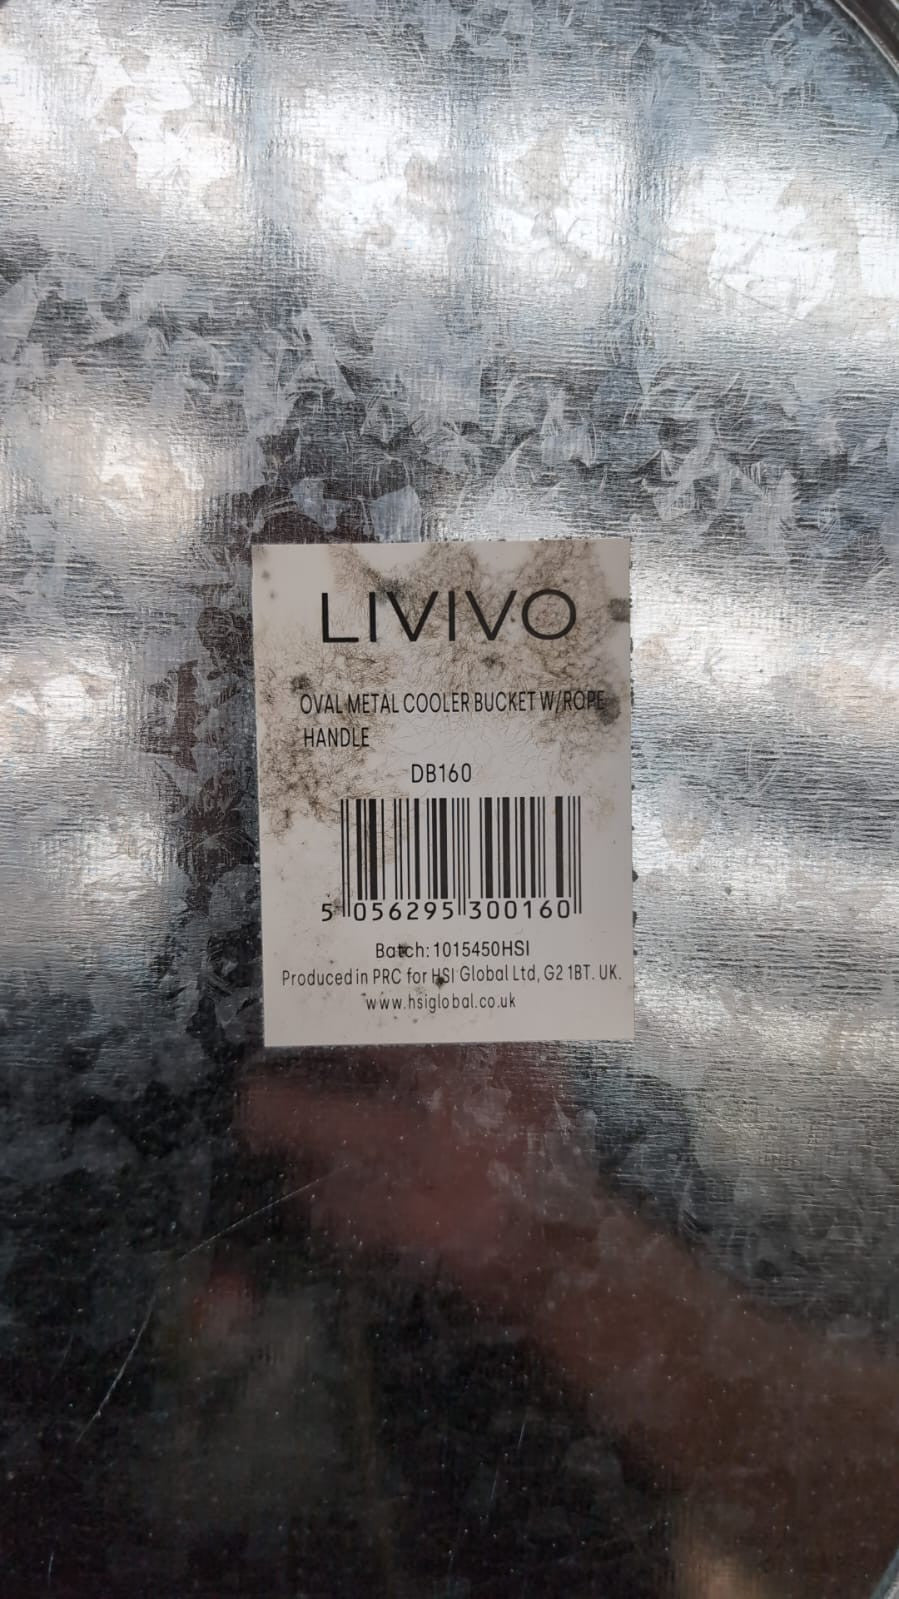 LIVIVO
OVAL METAL COOLER BUCKET W/ROPE
HANDLE
DB160
5 056295 300160
Batch: 1015450HSI
Produced in PRC for HSI Global Ltd, G2 1BT. UK.
www.hsiglobal.co.uk